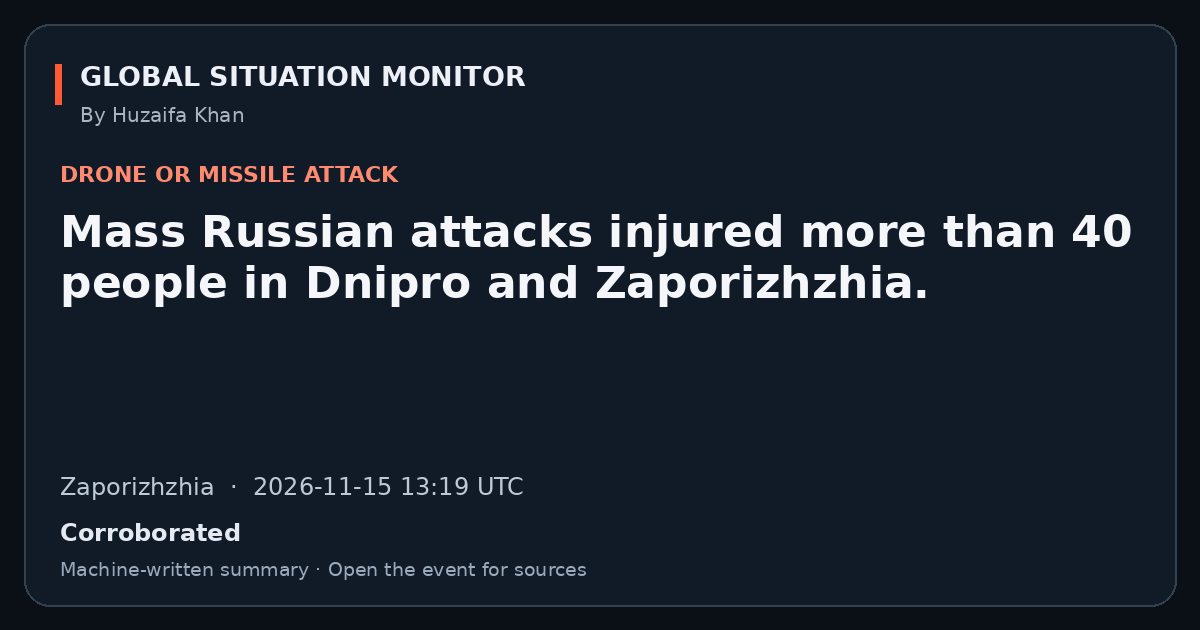 GLOBAL SITUATION MONITOR
By Huzaifa Khan
DRONE OR MISSILE ATTACK
Mass Russian attacks injured more than 40
people in Dnipro and Zaporizhzhia.
Zaporizhzhia · 2026-11-15 13:19 UTC
Corroborated
Machine-written summary · Open the event for sources